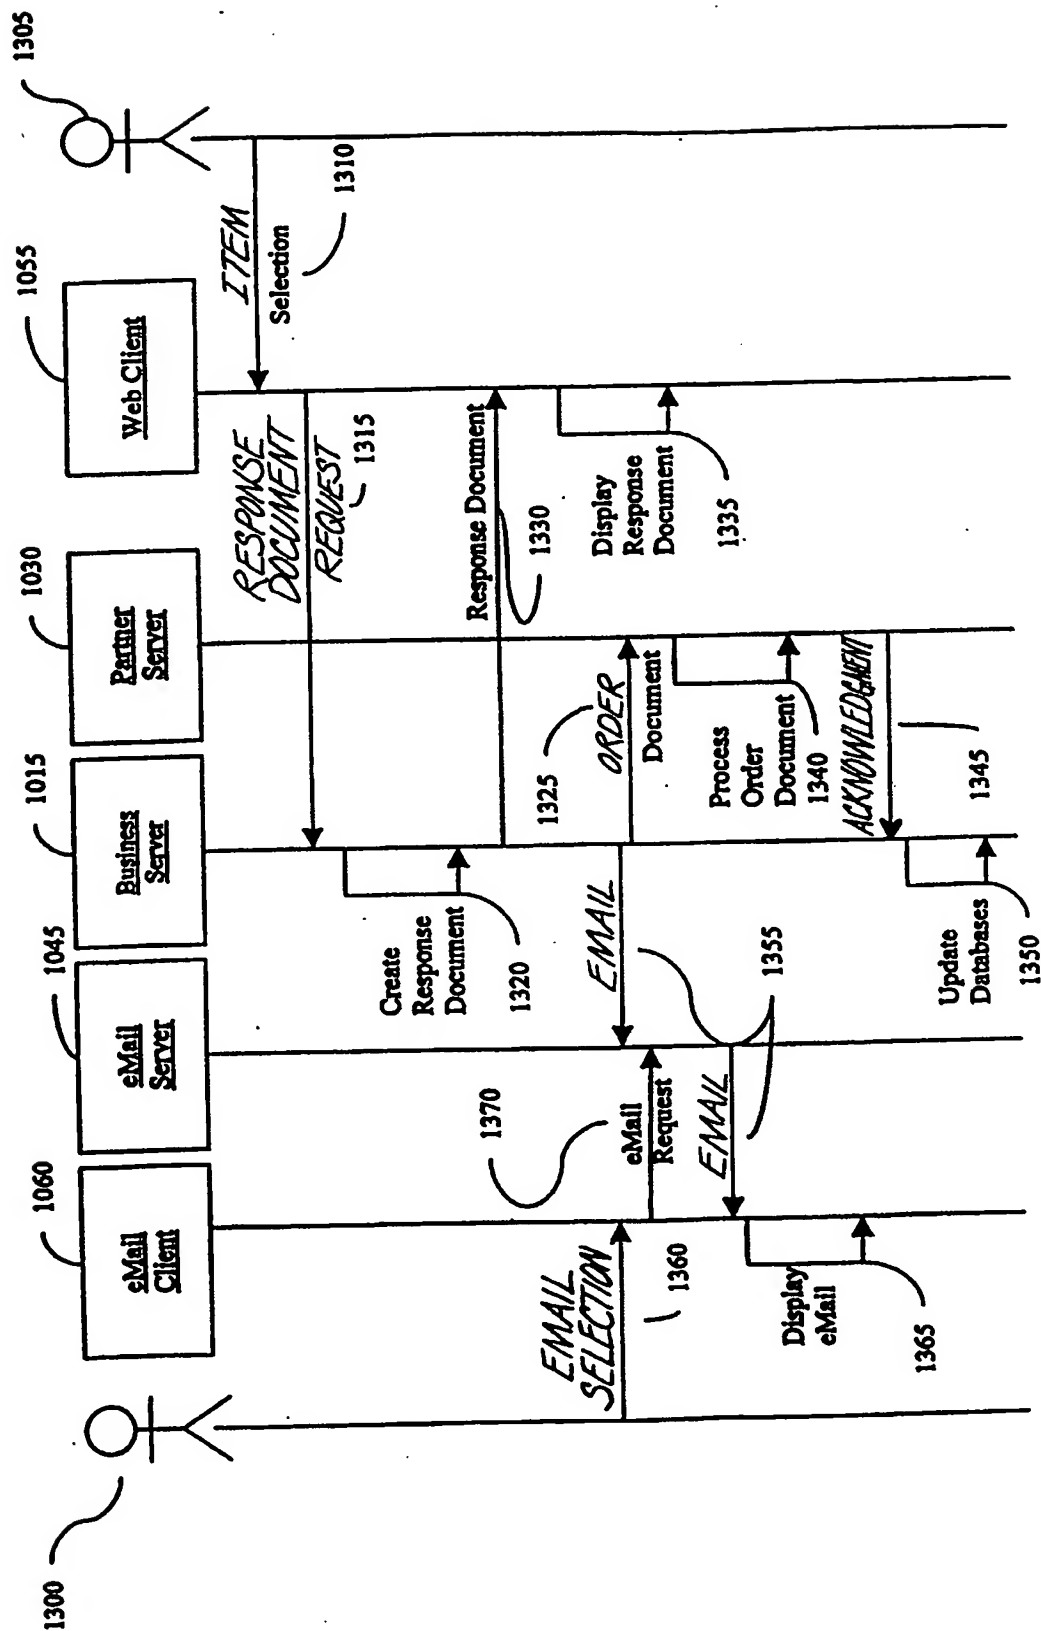 1300
1305
1060
1045
1015
1030
1055
eMail
Client
eMail
Server
Business
Server
Partner
Server
Web Client
ITEM
Selection
1310
RESPONSE
DOCUMENT
REQUEST
1315
Create
Response
Document
1320
Response Document
1330
Display
Response
Document
1335
1325
ORDER
Document
EMAIL
1355
EMAIL
SELECTION
1360
1370
eMail
Request
EMAIL
Process
Order
Document
1340
Display
eMail
1365
ACKNOWLEDGMENT
1345
Update
Databases
1350